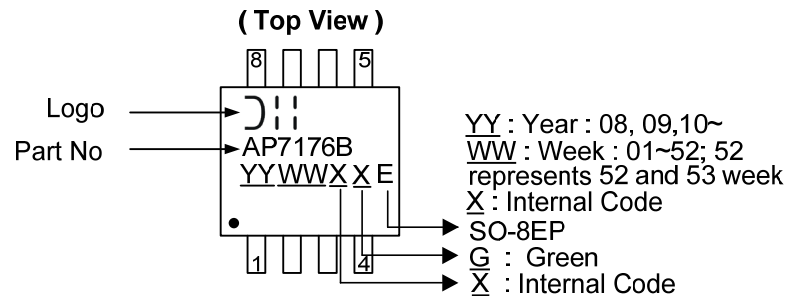 ( Top View )
8 5
Logo
AP7176B
Part No
YYWWXXE
1 4
YY : Year : 08, 09,10~
WW : Week : 01~52; 52
represents 52 and 53 week
X : Internal Code
SO-8EP
G : Green
X : Internal Code